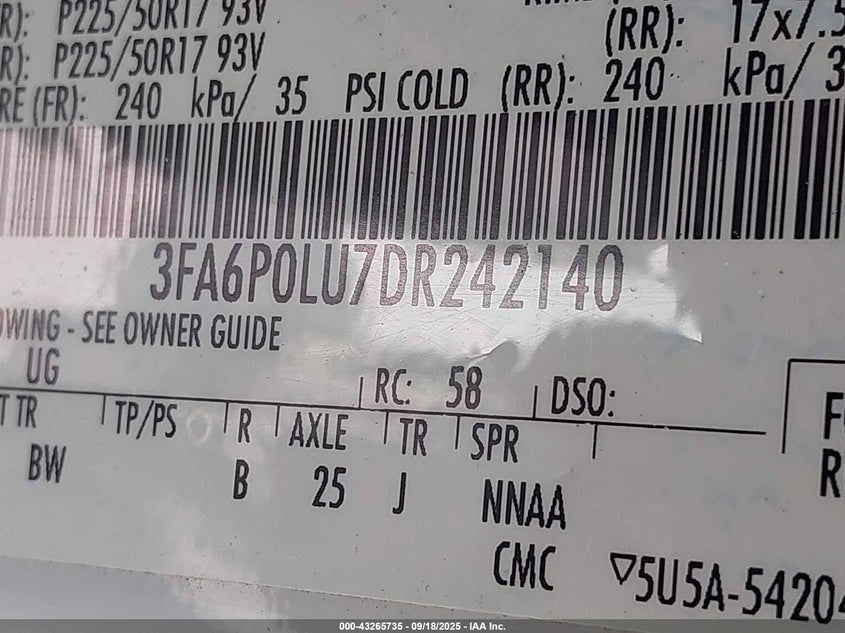 P225/50R17 93V
(RR): 17x7.5
P225/50R17 93V
RE (FR): 240 kPa/ 35 PSI COLD (RR): 240 kPa/ 3
3FA6P0LU7DR242140
OWING - SEE OWNER GUIDE
UG
RC: 58 DSO:
T TR TP/PS R AXLE TR SPR
BW B 25 J NNAA
CMC ▽5U5A-54204
000-43265735 - 09/18/2025 - IAA Inc.